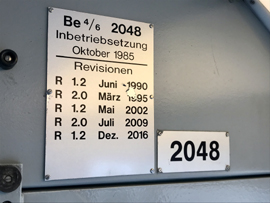 Be 4/6 2048
Inbetriebsetzung
Oktober 1985
Revisionen
R 1.2 Juni 1990
R 2.0 März 1995
R 1.2 Mai 2002
R 2.0 Juli 2009
R 1.2 Dez. 2016
2048